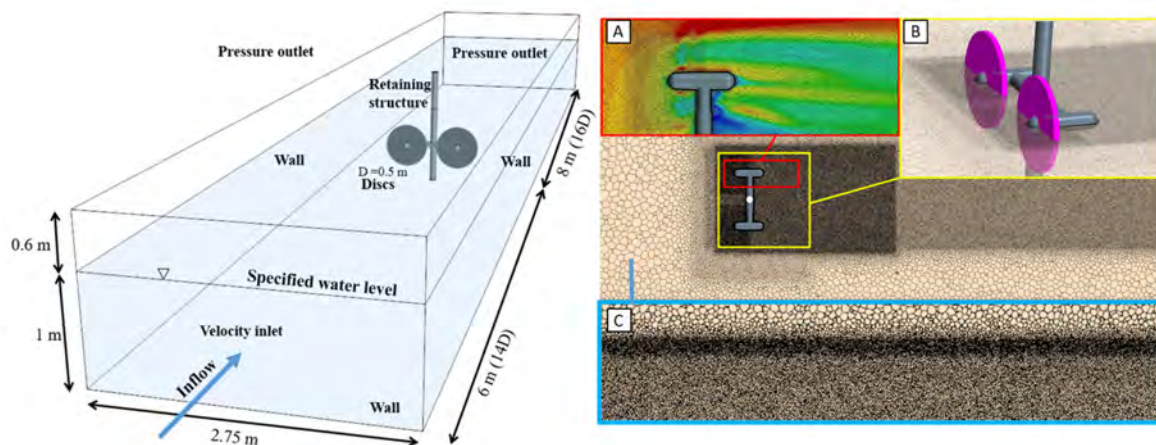 Pressure outlet
Pressure outlet
Retaining
structure
Wall
Wall
D =0.5 m
Discs
8 m (16D)
0.6 m
Specified water level
1 m
Velocity inlet
Inflow
6 m (14D)
Wall
2.75 m
A
B
C